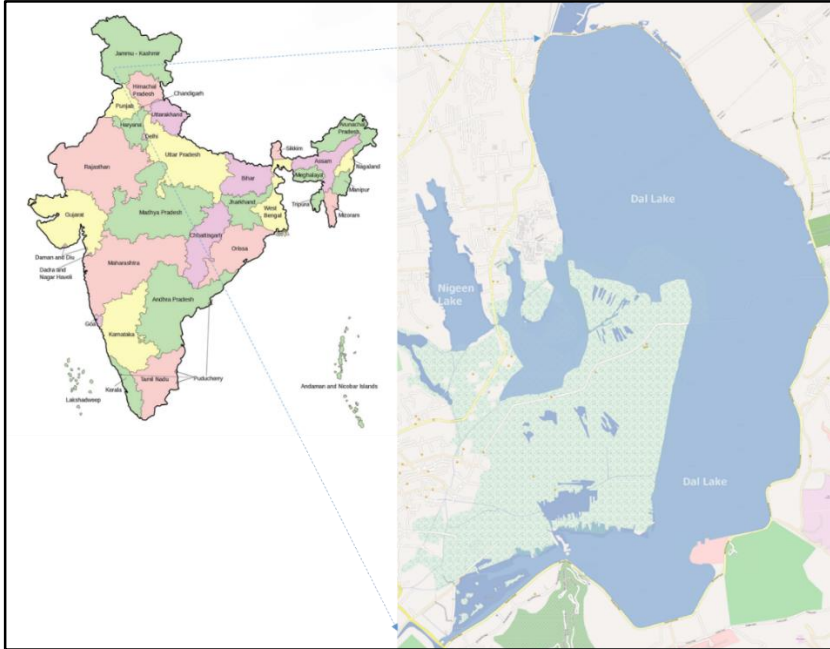 Jammu - Kashmir
Himachal
Pradesh
Chandigarh
Punjab
Uttarakhand
Haryana
Delhi
Arunachal
Pradesh
Sikkim
Rajasthan
Uttar Pradesh
Assam
Nagaland
Bihar
Meghalaya
Manipur
Tripura
Mizoram
Jharkhand
West
Bengal
Gujarat
Madhya Pradesh
Chhattisgarh
Daman and Diu
Dadra and
Nagar Haveli
Maharashtra
Orissa
Andhra Pradesh
Goa
Karnataka
Tamil Nadu
Puducherry
Kerala
Lakshadweep
Andaman and Nicobar Islands
Dal Lake
Nigeen
Lake
Dal Lake